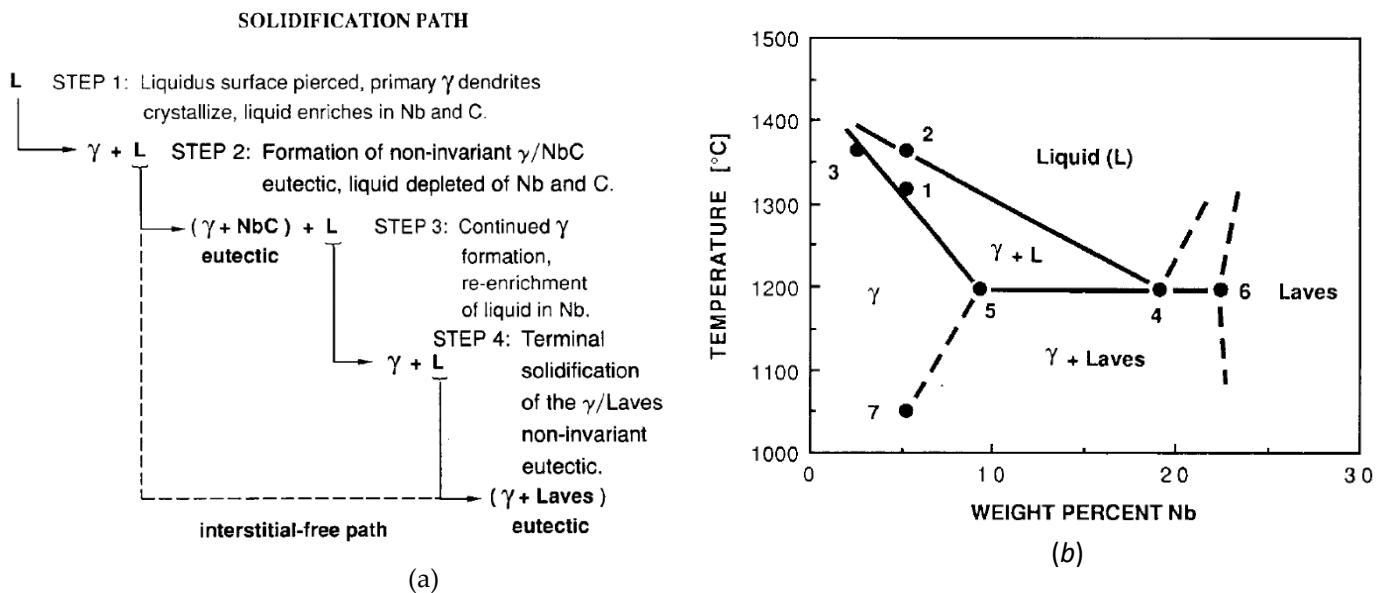 SOLIDIFICATION PATH
L STEP 1: Liquidus surface pierced, primary γ dendrites
crystallize, liquid enriches in Nb and C.
γ + L STEP 2: Formation of non-invariant γ/NbC
eutectic, liquid depleted of Nb and C.
(γ + NbC) + L STEP 3: Continued γ
eutectic formation,
re-enrichment
of liquid in Nb.
STEP 4: Terminal
γ + L solidification
of the γ/Laves
non-invariant
eutectic.
(γ + Laves)
interstitial-free path eutectic
(a)
1500
1400
1300
1200
1100
1000
TEMPERATURE [°C]
2
3
1
Liquid (L)
γ + L
γ
5
4
6
Laves
γ + Laves
7
0
10
20
30
WEIGHT PERCENT Nb
(b)